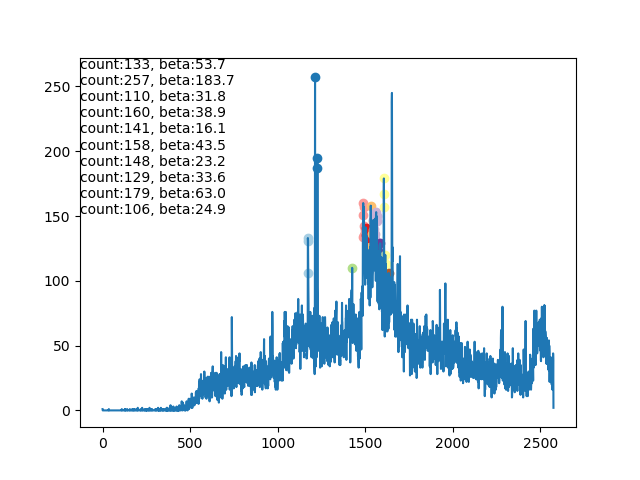 count:133, beta:53.7
count:257, beta:183.7
count:110, beta:31.8
count:160, beta:38.9
count:141, beta:16.1
count:158, beta:43.5
count:148, beta:23.2
count:129, beta:33.6
count:179, beta:63.0
count:106, beta:24.9
250
200
150
100
50
0
0 500 1000 1500 2000 2500